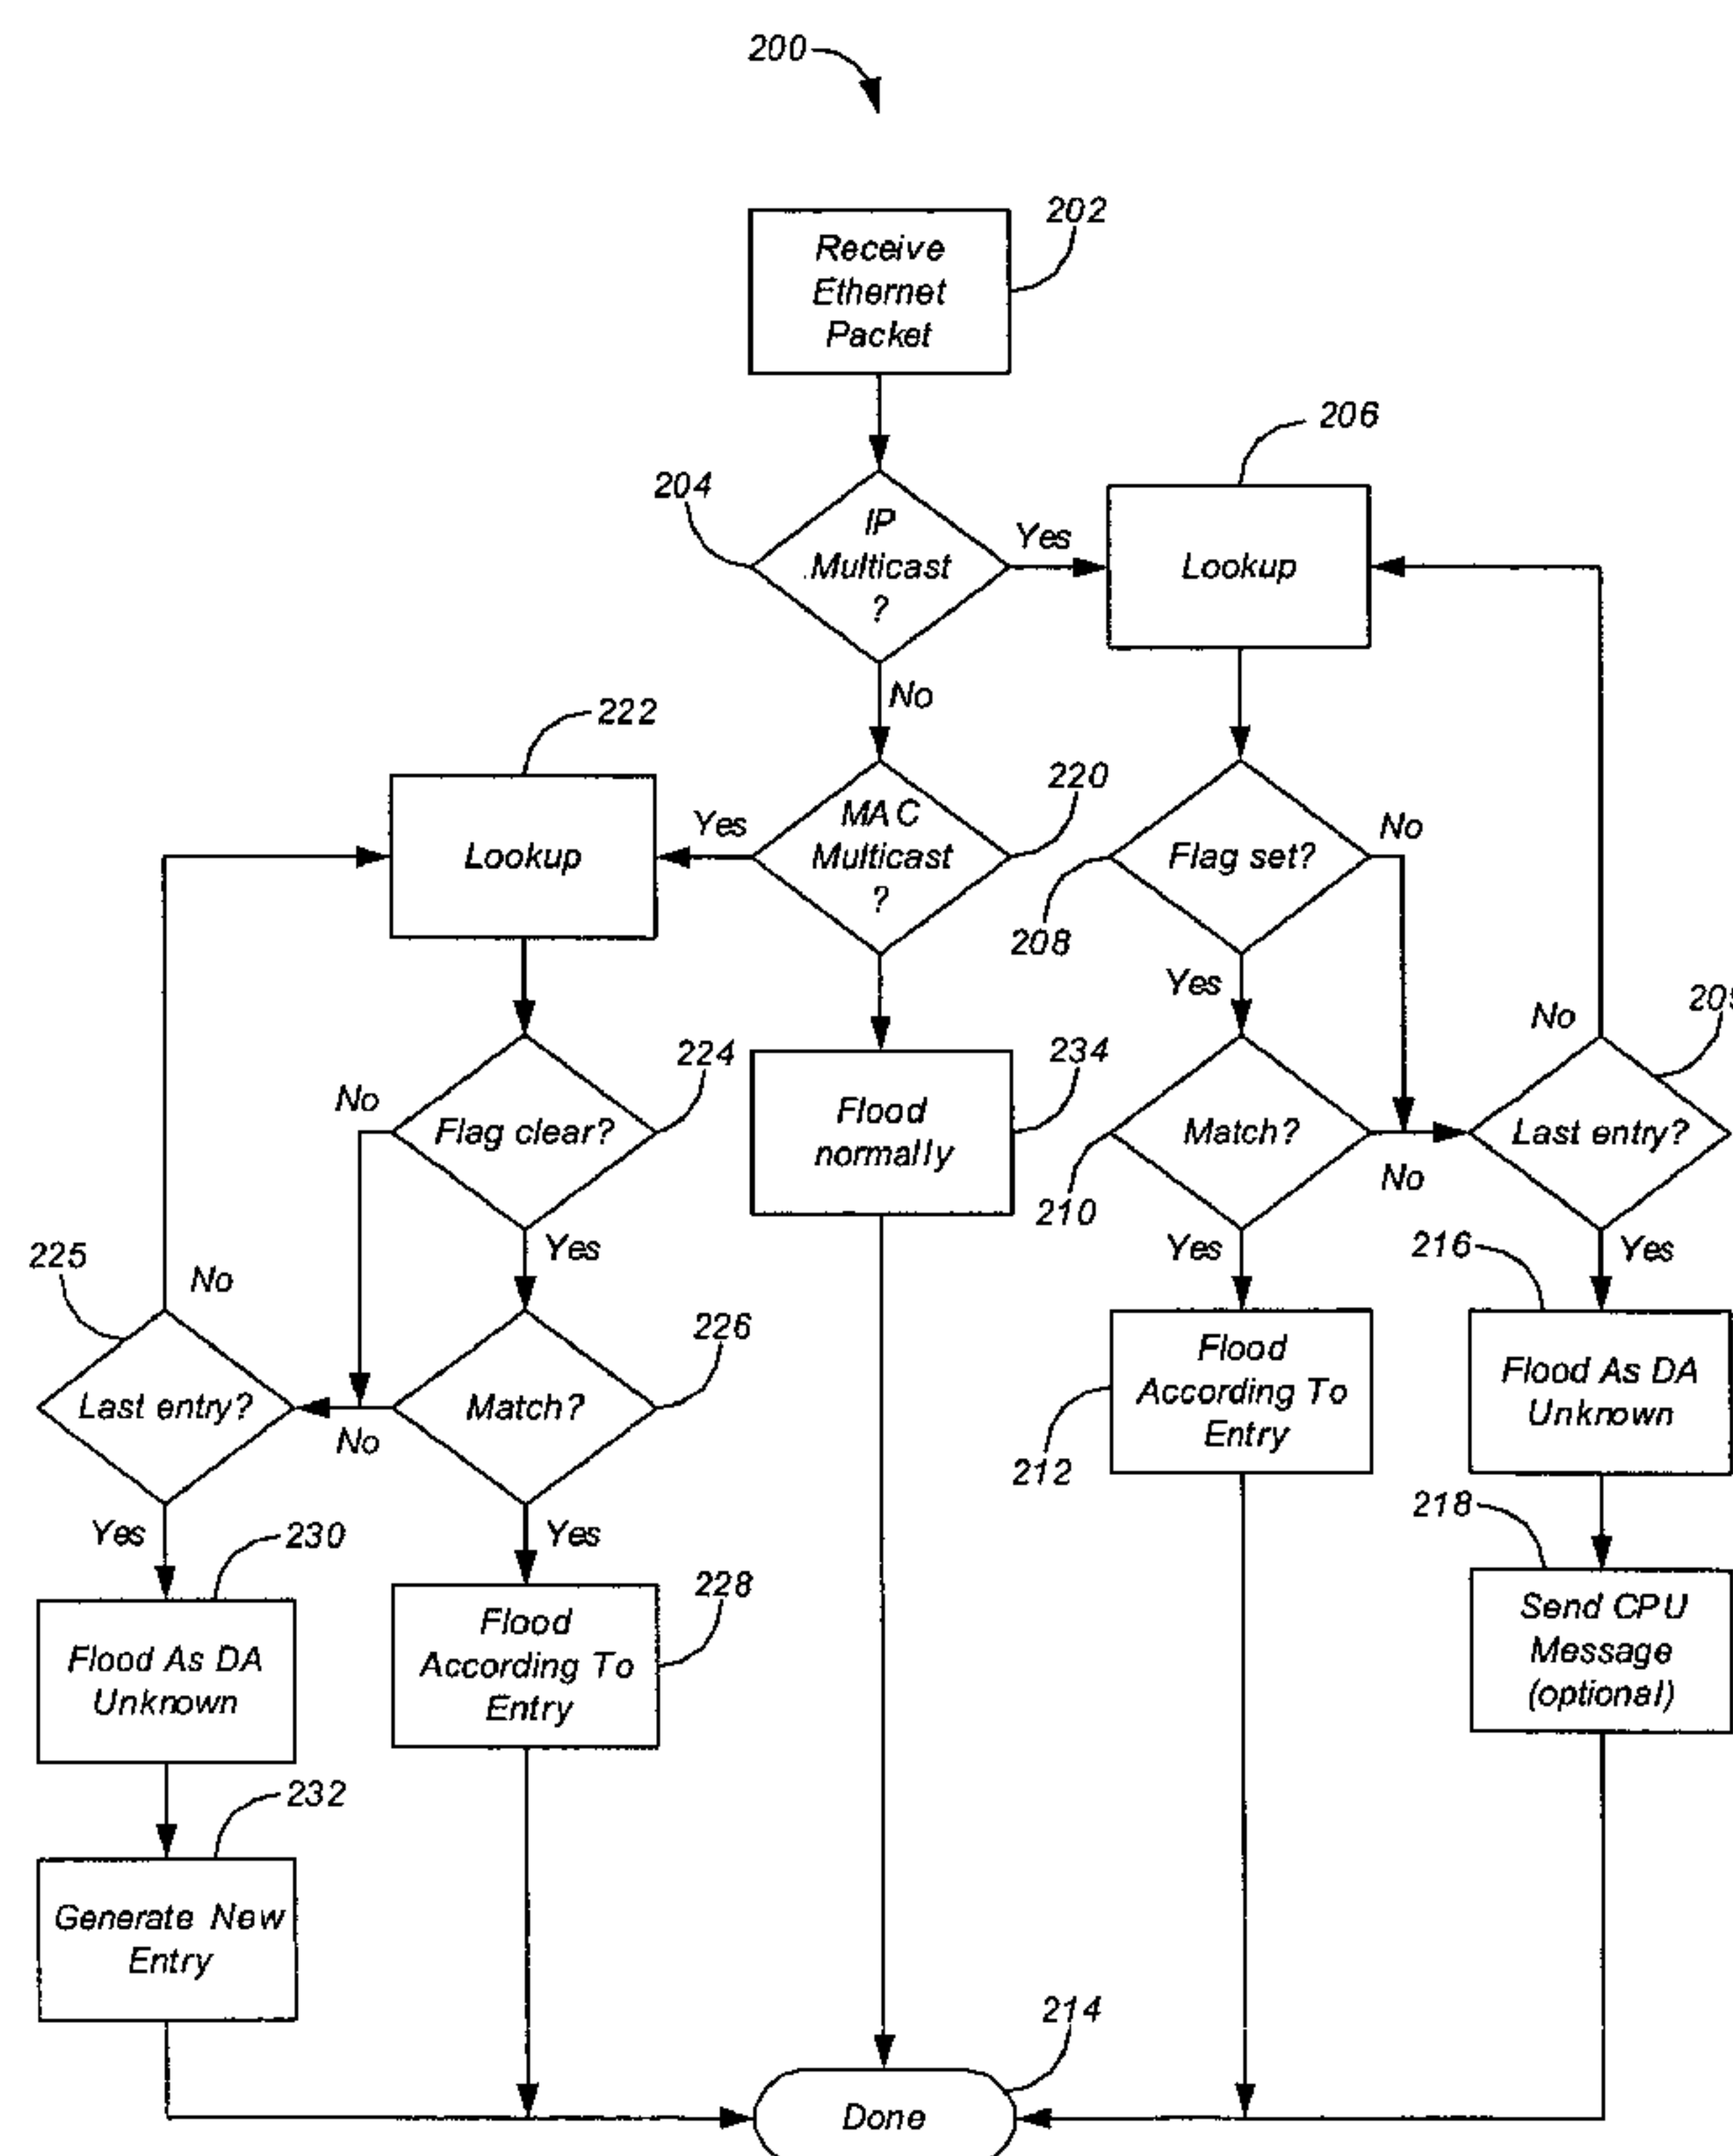 200
202
Receive
Ethernet
Packet
206
204
IP
Multicast
?
Yes
Lookup
No
222
220
MAC
Multicast
?
Yes
Lookup
Flag set?
No
208
Yes
No
224
234
No
Flag clear?
Flood
normally
Match?
Last entry?
No
210
Yes
225
No
Yes
216
Yes
226
Last entry?
Match?
No
Flood
According To
Entry
212
Flood As DA
Unknown
218
Yes
230
Yes
228
Flood As DA
Unknown
Flood
According To
Entry
Send CPU
Message
(optional)
232
Generate New
Entry
214
Done